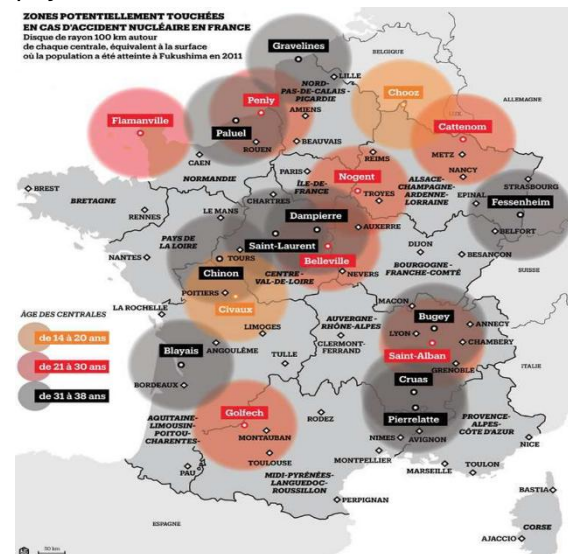 ZONES POTENTIELLEMENT TOUCHÉES
EN CAS D'ACCIDENT NUCLÉAIRE EN FRANCE
Disque de rayon 100 km autour
de chaque centrale, équivalent à la surface
où la population a été atteinte à Fukushima en 2011
Gravelines
BELGIQUE
LILLE
NORD-
PAS-DE-CALAIS-
PICARDIE
Chooz
ALLEMAGNE
Penly
AMIENS
Flamanville
Paluel
Cattenom
ROUEN
BEAUVAIS
CAEN
REIMS
METZ
NORMANDIE
PARIS
ÎLE-
DE-FRANCE
Nogent
NANCY
ALSACE-
CHAMPAGNE-
ARDENNE-
LORRAINE
STRASBOURG
BREST
TROYES
EPINAL
BRETAGNE
CHARTRES
Fessenheim
RENNES
LE MANS
Dampierre
AUXERRE
PAYS
DE LA LOIRE
Saint-Laurent
BELFORT
DIJON
NANTES
TOURS
Belleville
BESANCON
Chinon
CENTRE-
VAL-DE-LOIRE
NEVERS
BOURGOGNE-
FRANCHE-COMTÉ
SUISSE
POITIERS
Civaux
MACON
LA ROCHELLE
ÂGE DES CENTRALES
AUVERGNE-
RHÔNE-ALPES
Bugey
ANNECY
de 14 à 20 ans
LIMOGES
LYON
CLERMONT-
FERRAND
CHAMBERY
Blayais
ANGOULÊME
Saint-Alban
de 21 à 30 ans
TULLE
GRENOBLE
ITALIE
BORDEAUX
Cruas
de 31 à 38 ans
Golfech
RODEZ
Pierrelatte
PROVENCE-
ALPES-
CÔTE D'AZUR
AQUITAINE-
LIMOUSIN-
POITOU-
CHARENTES-
MONTAUBAN
NIMES
AVIGNON
NICE
TOULOUSE
MONTPELLIER
PAU
MIDI-PYRÉNÉES-
LANGUEDOC-
ROUSSILLON
MARSEILLE
TOULON
PERPIGNAN
BASTIA
ESPAGNE
CORSE
AJACCIO
50 km